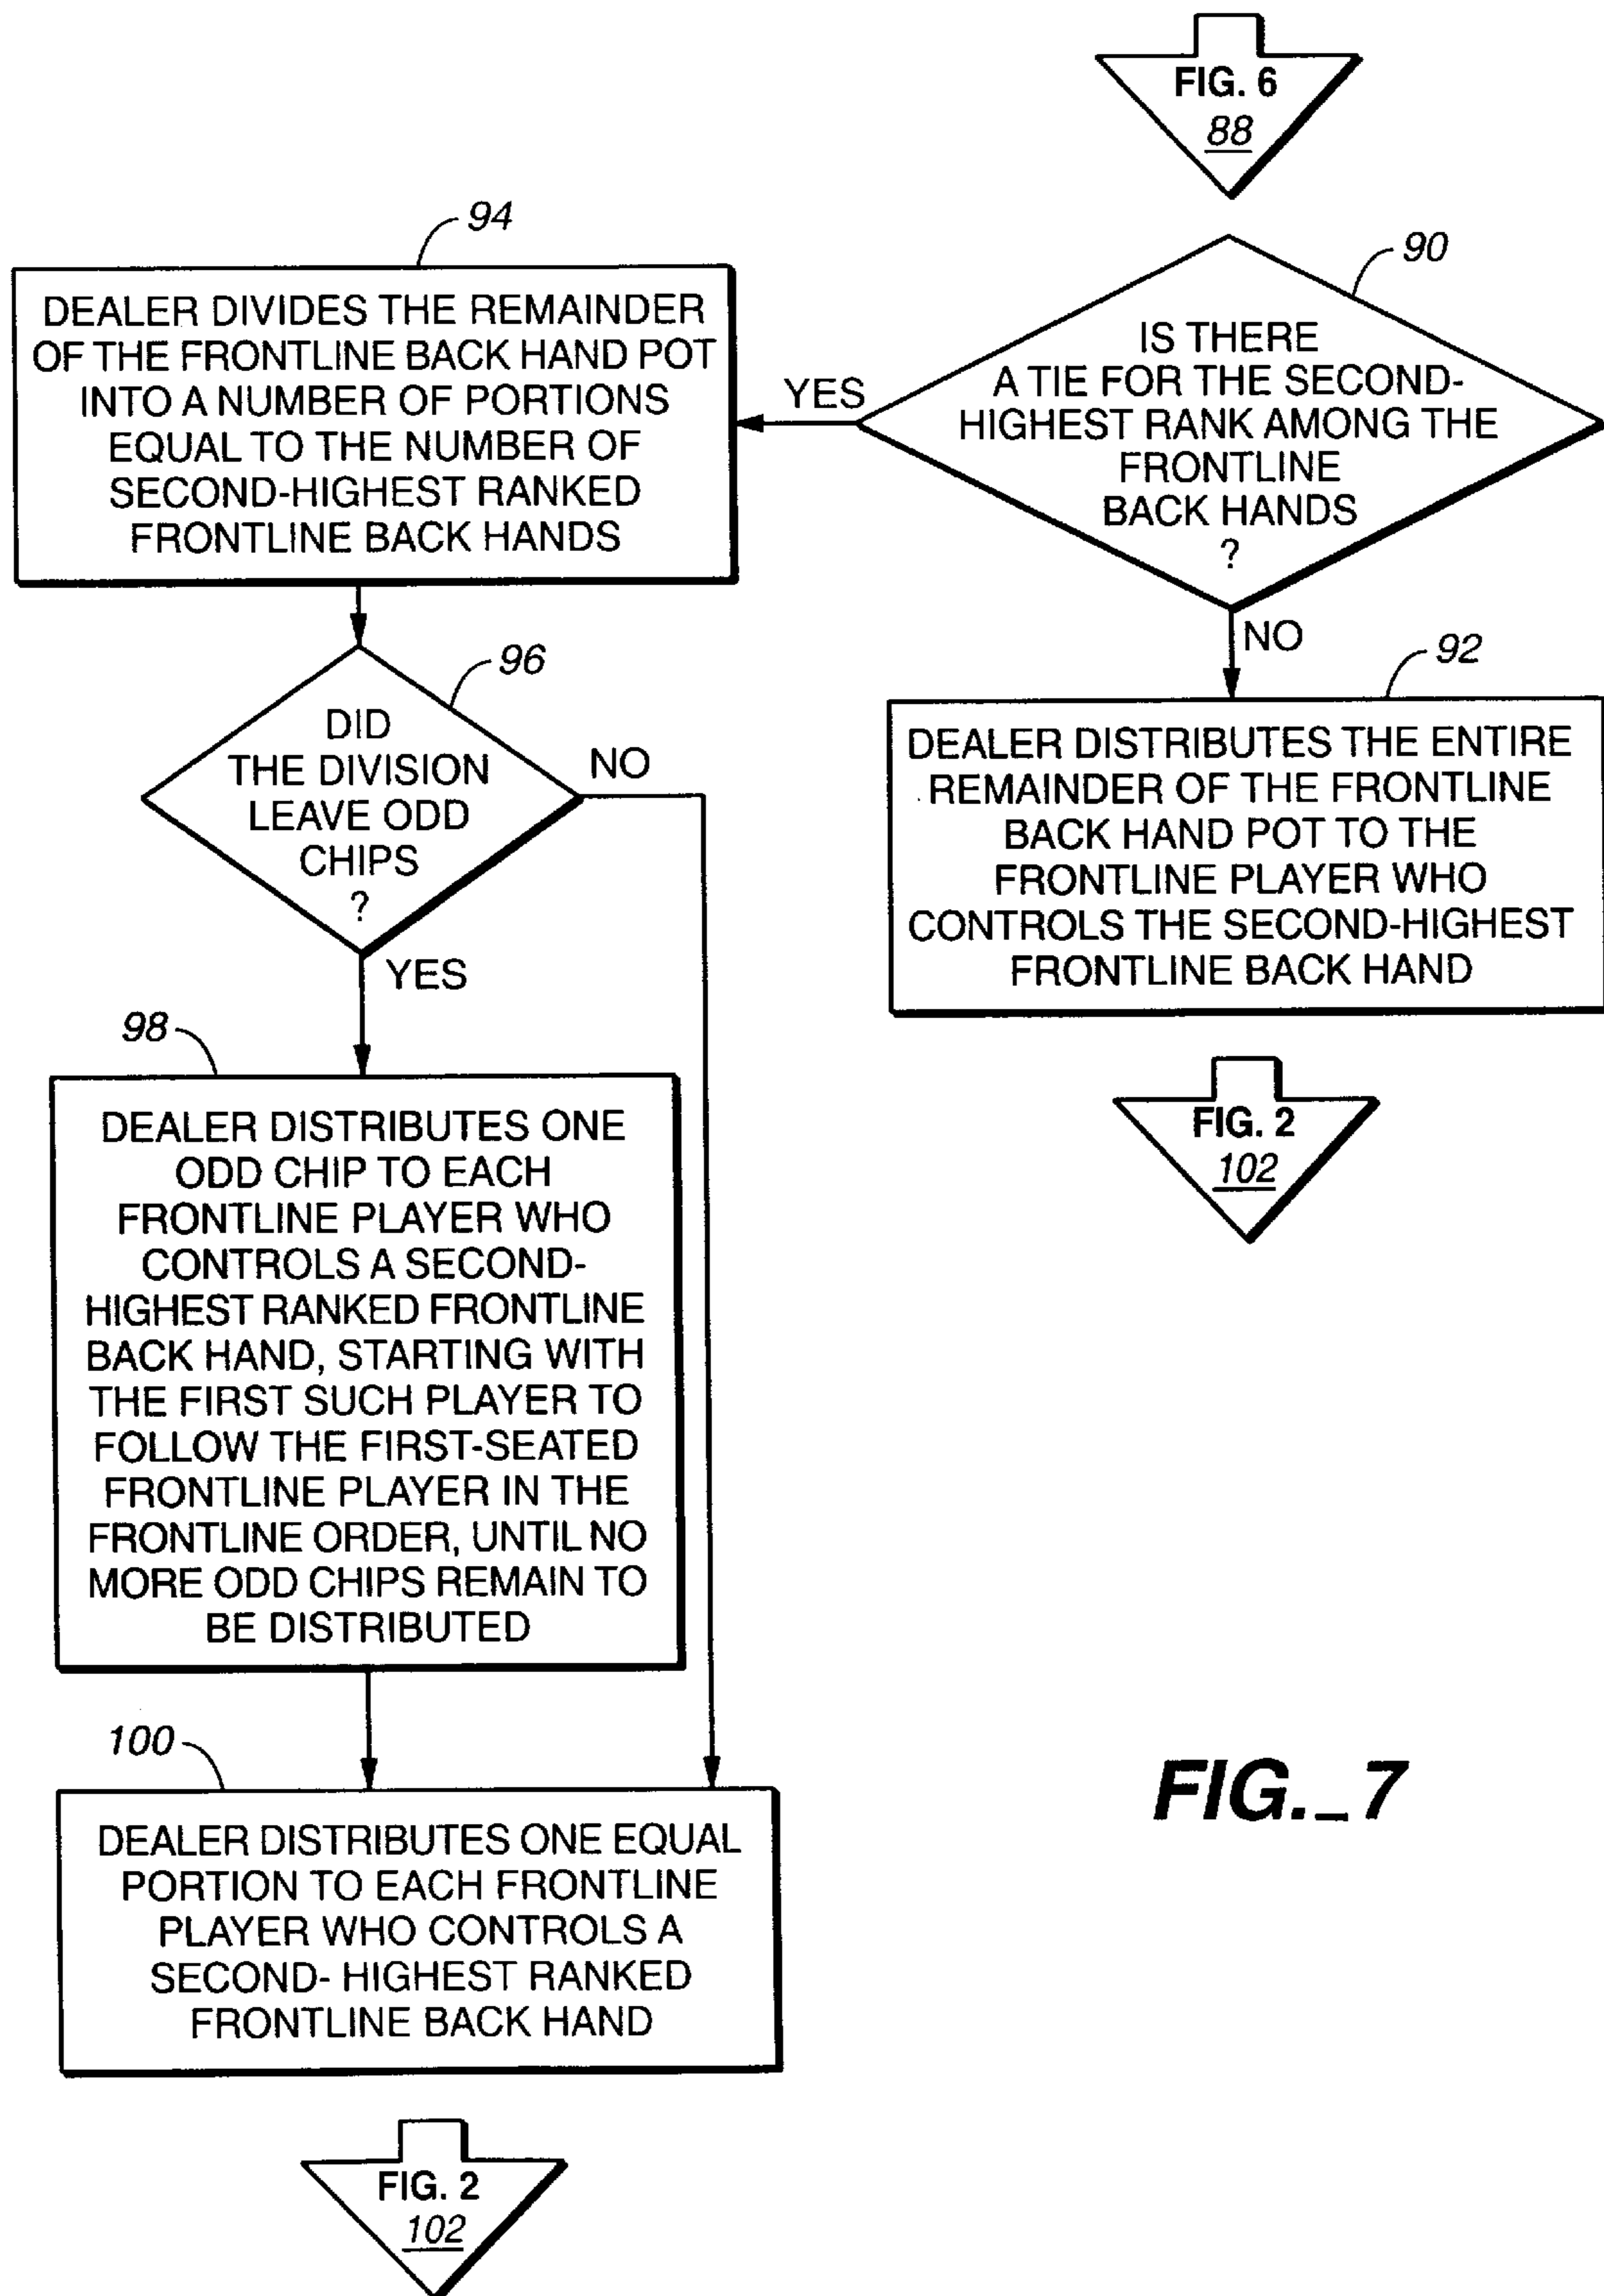 FIG. 6
88
90
IS THERE
A TIE FOR THE SECOND-
HIGHEST RANK AMONG THE
FRONTLINE
BACK HANDS
?
YES
NO
94
DEALER DIVIDES THE REMAINDER
OF THE FRONTLINE BACK HAND POT
INTO A NUMBER OF PORTIONS
EQUAL TO THE NUMBER OF
SECOND-HIGHEST RANKED
FRONTLINE BACK HANDS
92
DEALER DISTRIBUTES THE ENTIRE
REMAINDER OF THE FRONTLINE
BACK HAND POT TO THE
FRONTLINE PLAYER WHO
CONTROLS THE SECOND-HIGHEST
FRONTLINE BACK HAND
FIG. 2
102
96
DID
THE DIVISION
LEAVE ODD
CHIPS
?
NO
YES
98
DEALER DISTRIBUTES ONE
ODD CHIP TO EACH
FRONTLINE PLAYER WHO
CONTROLS A SECOND-
HIGHEST RANKED FRONTLINE
BACK HAND, STARTING WITH
THE FIRST SUCH PLAYER TO
FOLLOW THE FIRST-SEATED
FRONTLINE PLAYER IN THE
FRONTLINE ORDER, UNTIL NO
MORE ODD CHIPS REMAIN TO
BE DISTRIBUTED
100
DEALER DISTRIBUTES ONE EQUAL
PORTION TO EACH FRONTLINE
PLAYER WHO CONTROLS A
SECOND- HIGHEST RANKED
FRONTLINE BACK HAND
FIG. 2
102
FIG._7